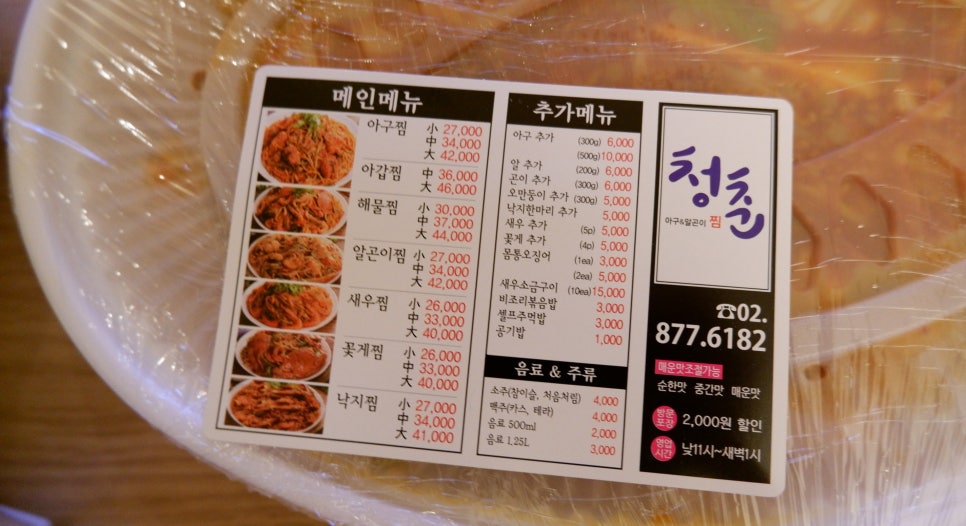 메인메뉴
아구찜 小 27,000
中 34,000
大 42,000
아갑찜 中 36,000
大 46,000
해물찜 小 30,000
中 37,000
大 44,000
알곤이찜 小 27,000
中 34,000
大 42,000
새우찜 小 26,000
中 33,000
大 40,000
꽃게찜 小 26,000
中 33,000
大 40,000
낙지찜 小 27,000
中 34,000
大 41,000
추가메뉴
아구 추가 (300g) 6,000
(500g) 10,000
알 추가 (200g) 6,000
곤이 추가 (300g) 6,000
오만둥이 추가 (300g) 5,000
낙지한마리 추가 5,000
새우 추가 (5p) 5,000
꽃게 추가 (4p) 5,000
몸통오징어 (1ea) 3,000
(2ea) 5,000
새우소금구이 (10ea) 15,000
비조리볶음밥 3,000
셀프주먹밥 3,000
공기밥 1,000
음료 & 주류
소주(참이슬, 처음처럼) 4,000
맥주(카스, 테라) 4,000
음료 500ml 2,000
음료 1.25L 3,000
청춘
아구&알곤이 찜
☎02.
877.6182
매운맛조절가능
순한맛 중간맛 매운맛
방문포장 2,000원 할인
영업시간 낮11시~새벽1시